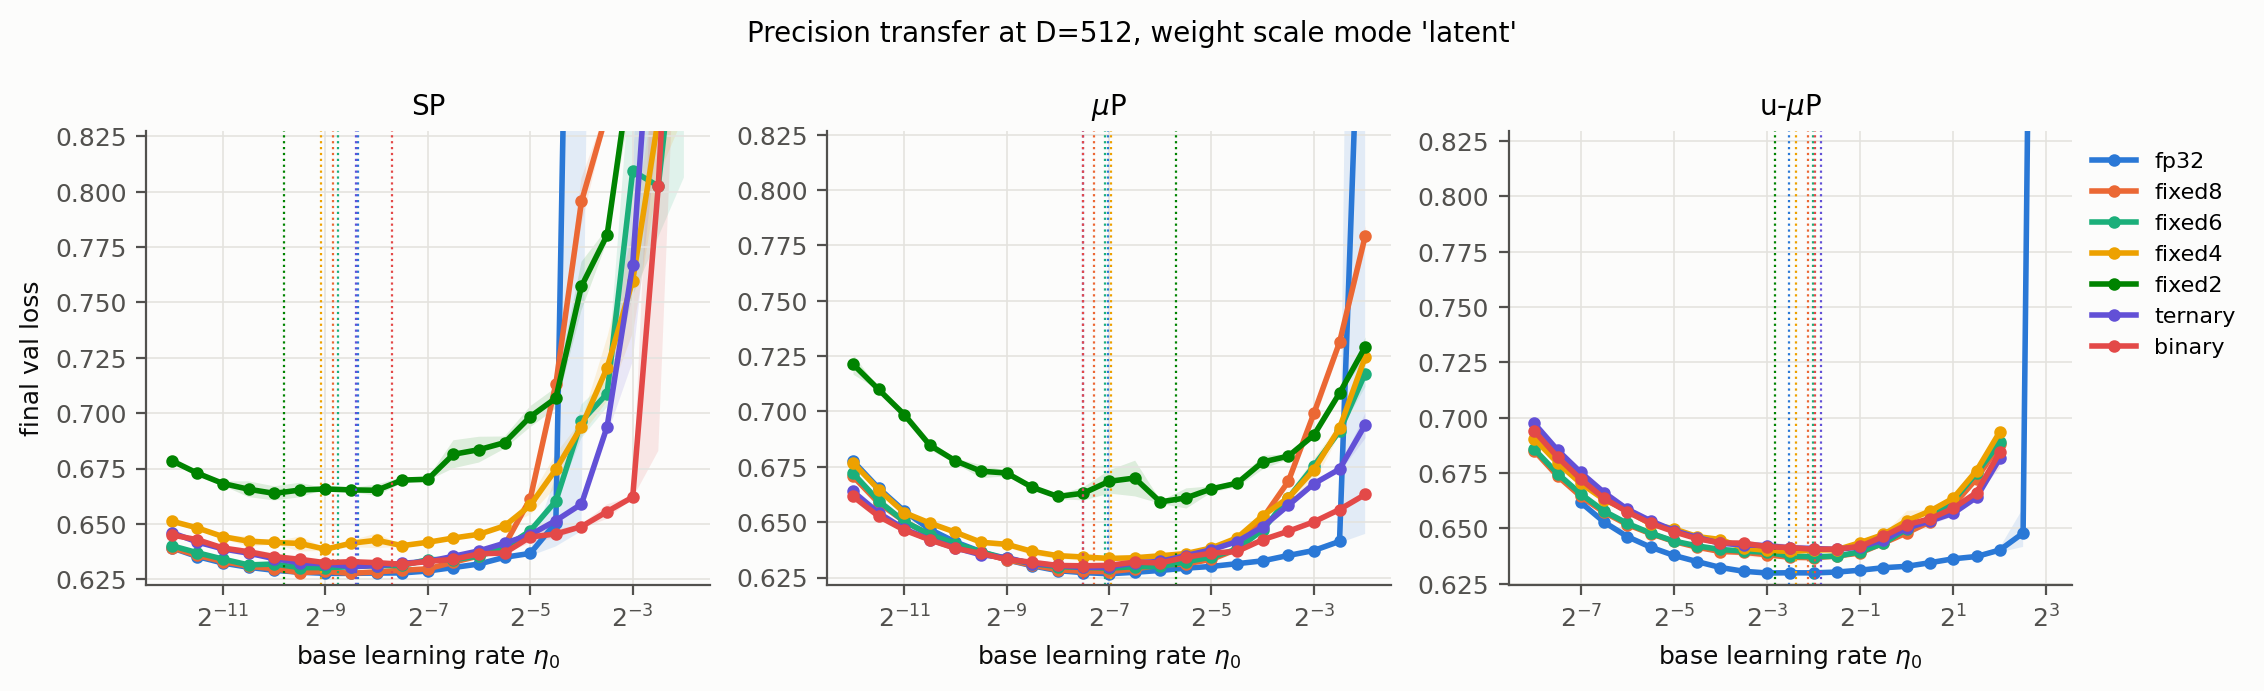 Precision transfer at D=512, weight scale mode 'latent'
SP
final val loss
0.825
0.800
0.775
0.750
0.725
0.700
0.675
0.650
0.625
2⁻¹¹ 2⁻⁹ 2⁻⁷ 2⁻⁵ 2⁻³
base learning rate η₀
μP
0.825
0.800
0.775
0.750
0.725
0.700
0.675
0.650
0.625
2⁻¹¹ 2⁻⁹ 2⁻⁷ 2⁻⁵ 2⁻³
base learning rate η₀
u-μP
0.825
0.800
0.775
0.750
0.725
0.700
0.675
0.650
0.625
2⁻⁷ 2⁻⁵ 2⁻³ 2⁻¹ 2¹ 2³
base learning rate η₀
fp32
fixed8
fixed6
fixed4
fixed2
ternary
binary